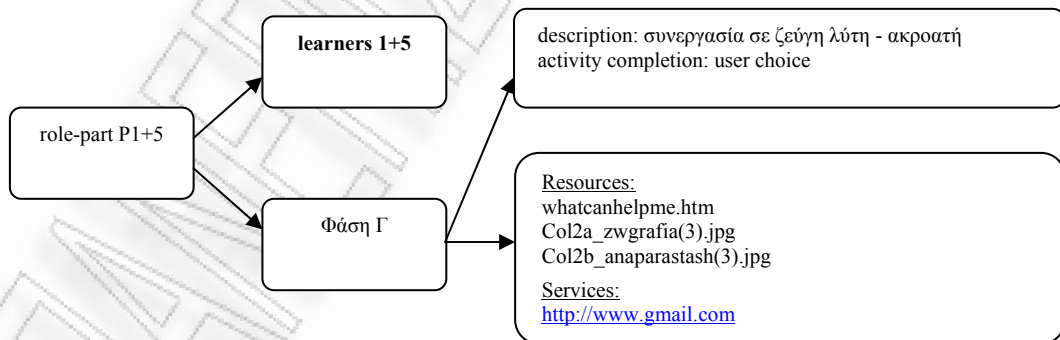 learners 1+5
description: συνεργασία σε ζεύγη λύτη - ακροατή
activity completion: user choice
role-part P1+5
Φάση Γ
Resources:
whatcanhelpme.htm
Col2a_zwgrafia(3).jpg
Col2b_anaparastash(3).jpg
Services:
http://www.gmail.com